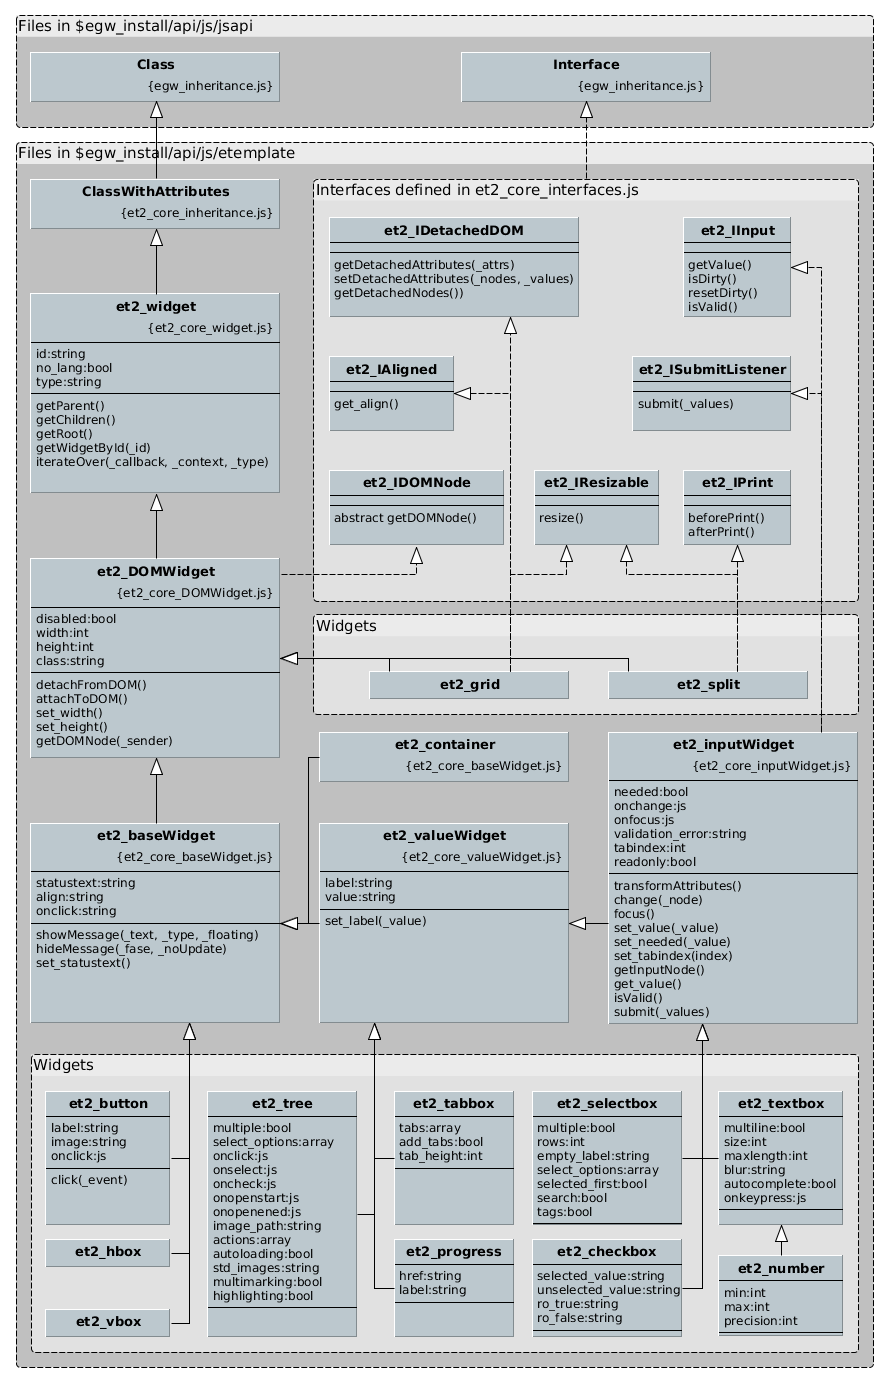 Files in $egw_install/api/js/jsapi
Class
{egw_inheritance.js}
Interface
{egw_inheritance.js}
Files in $egw_install/api/js/etemplate
ClassWithAttributes
{et2_core_inheritance.js}
et2_widget
{et2_core_widget.js}
id:string
no_lang:bool
type:string
getParent()
getChildren()
getRoot()
getWidgetById(_id)
iterateOver(_callback, _context, _type)
Interfaces defined in et2_core_interfaces.js
et2_IDetachedDOM
getDetachedAttributes(_attrs)
setDetachedAttributes(_nodes, _values)
getDetachedNodes())
et2_IInput
getValue()
isDirty()
resetDirty()
isValid()
et2_IAligned
get_align()
et2_ISubmitListener
submit(_values)
et2_IDOMNode
abstract getDOMNode()
et2_IResizable
resize()
et2_IPrint
beforePrint()
afterPrint()
et2_DOMWidget
{et2_core_DOMWidget.js}
disabled:bool
width:int
height:int
class:string
detachFromDOM()
attachToDOM()
set_width()
set_height()
getDOMNode(_sender)
Widgets
et2_grid
et2_split
et2_container
{et2_core_baseWidget.js}
et2_inputWidget
{et2_core_inputWidget.js}
needed:bool
onchange:js
onfocus:js
validation_error:string
tabindex:int
readonly:bool
transformAttributes()
change(_node)
focus()
set_value(_value)
set_needed(_value)
set_tabindex(index)
getInputNode()
get_value()
isValid()
submit(_values)
et2_baseWidget
{et2_core_baseWidget.js}
statustext:string
align:string
onclick:string
showMessage(_text, _type, _floating)
hideMessage(_fase, _noUpdate)
set_statustext()
et2_valueWidget
{et2_core_valueWidget.js}
label:string
value:string
set_label(_value)
Widgets
et2_button
label:string
image:string
onclick:js
click(_event)
et2_hbox
et2_vbox
et2_tree
multiple:bool
select_options:array
onclick:js
onselect:js
oncheck:js
onopenstart:js
onopenened:js
image_path:string
actions:array
autoloading:bool
std_images:string
multimarking:bool
highlighting:bool
et2_tabbox
tabs:array
add_tabs:bool
tab_height:int
et2_progress
href:string
label:string
et2_selectbox
multiple:bool
rows:int
empty_label:string
select_options:array
selected_first:bool
search:bool
tags:bool
et2_checkbox
selected_value:string
unselected_value:string
ro_true:string
ro_false:string
et2_textbox
multiline:bool
size:int
maxlength:int
blur:string
autocomplete:bool
onkeypress:js
et2_number
min:int
max:int
precision:int